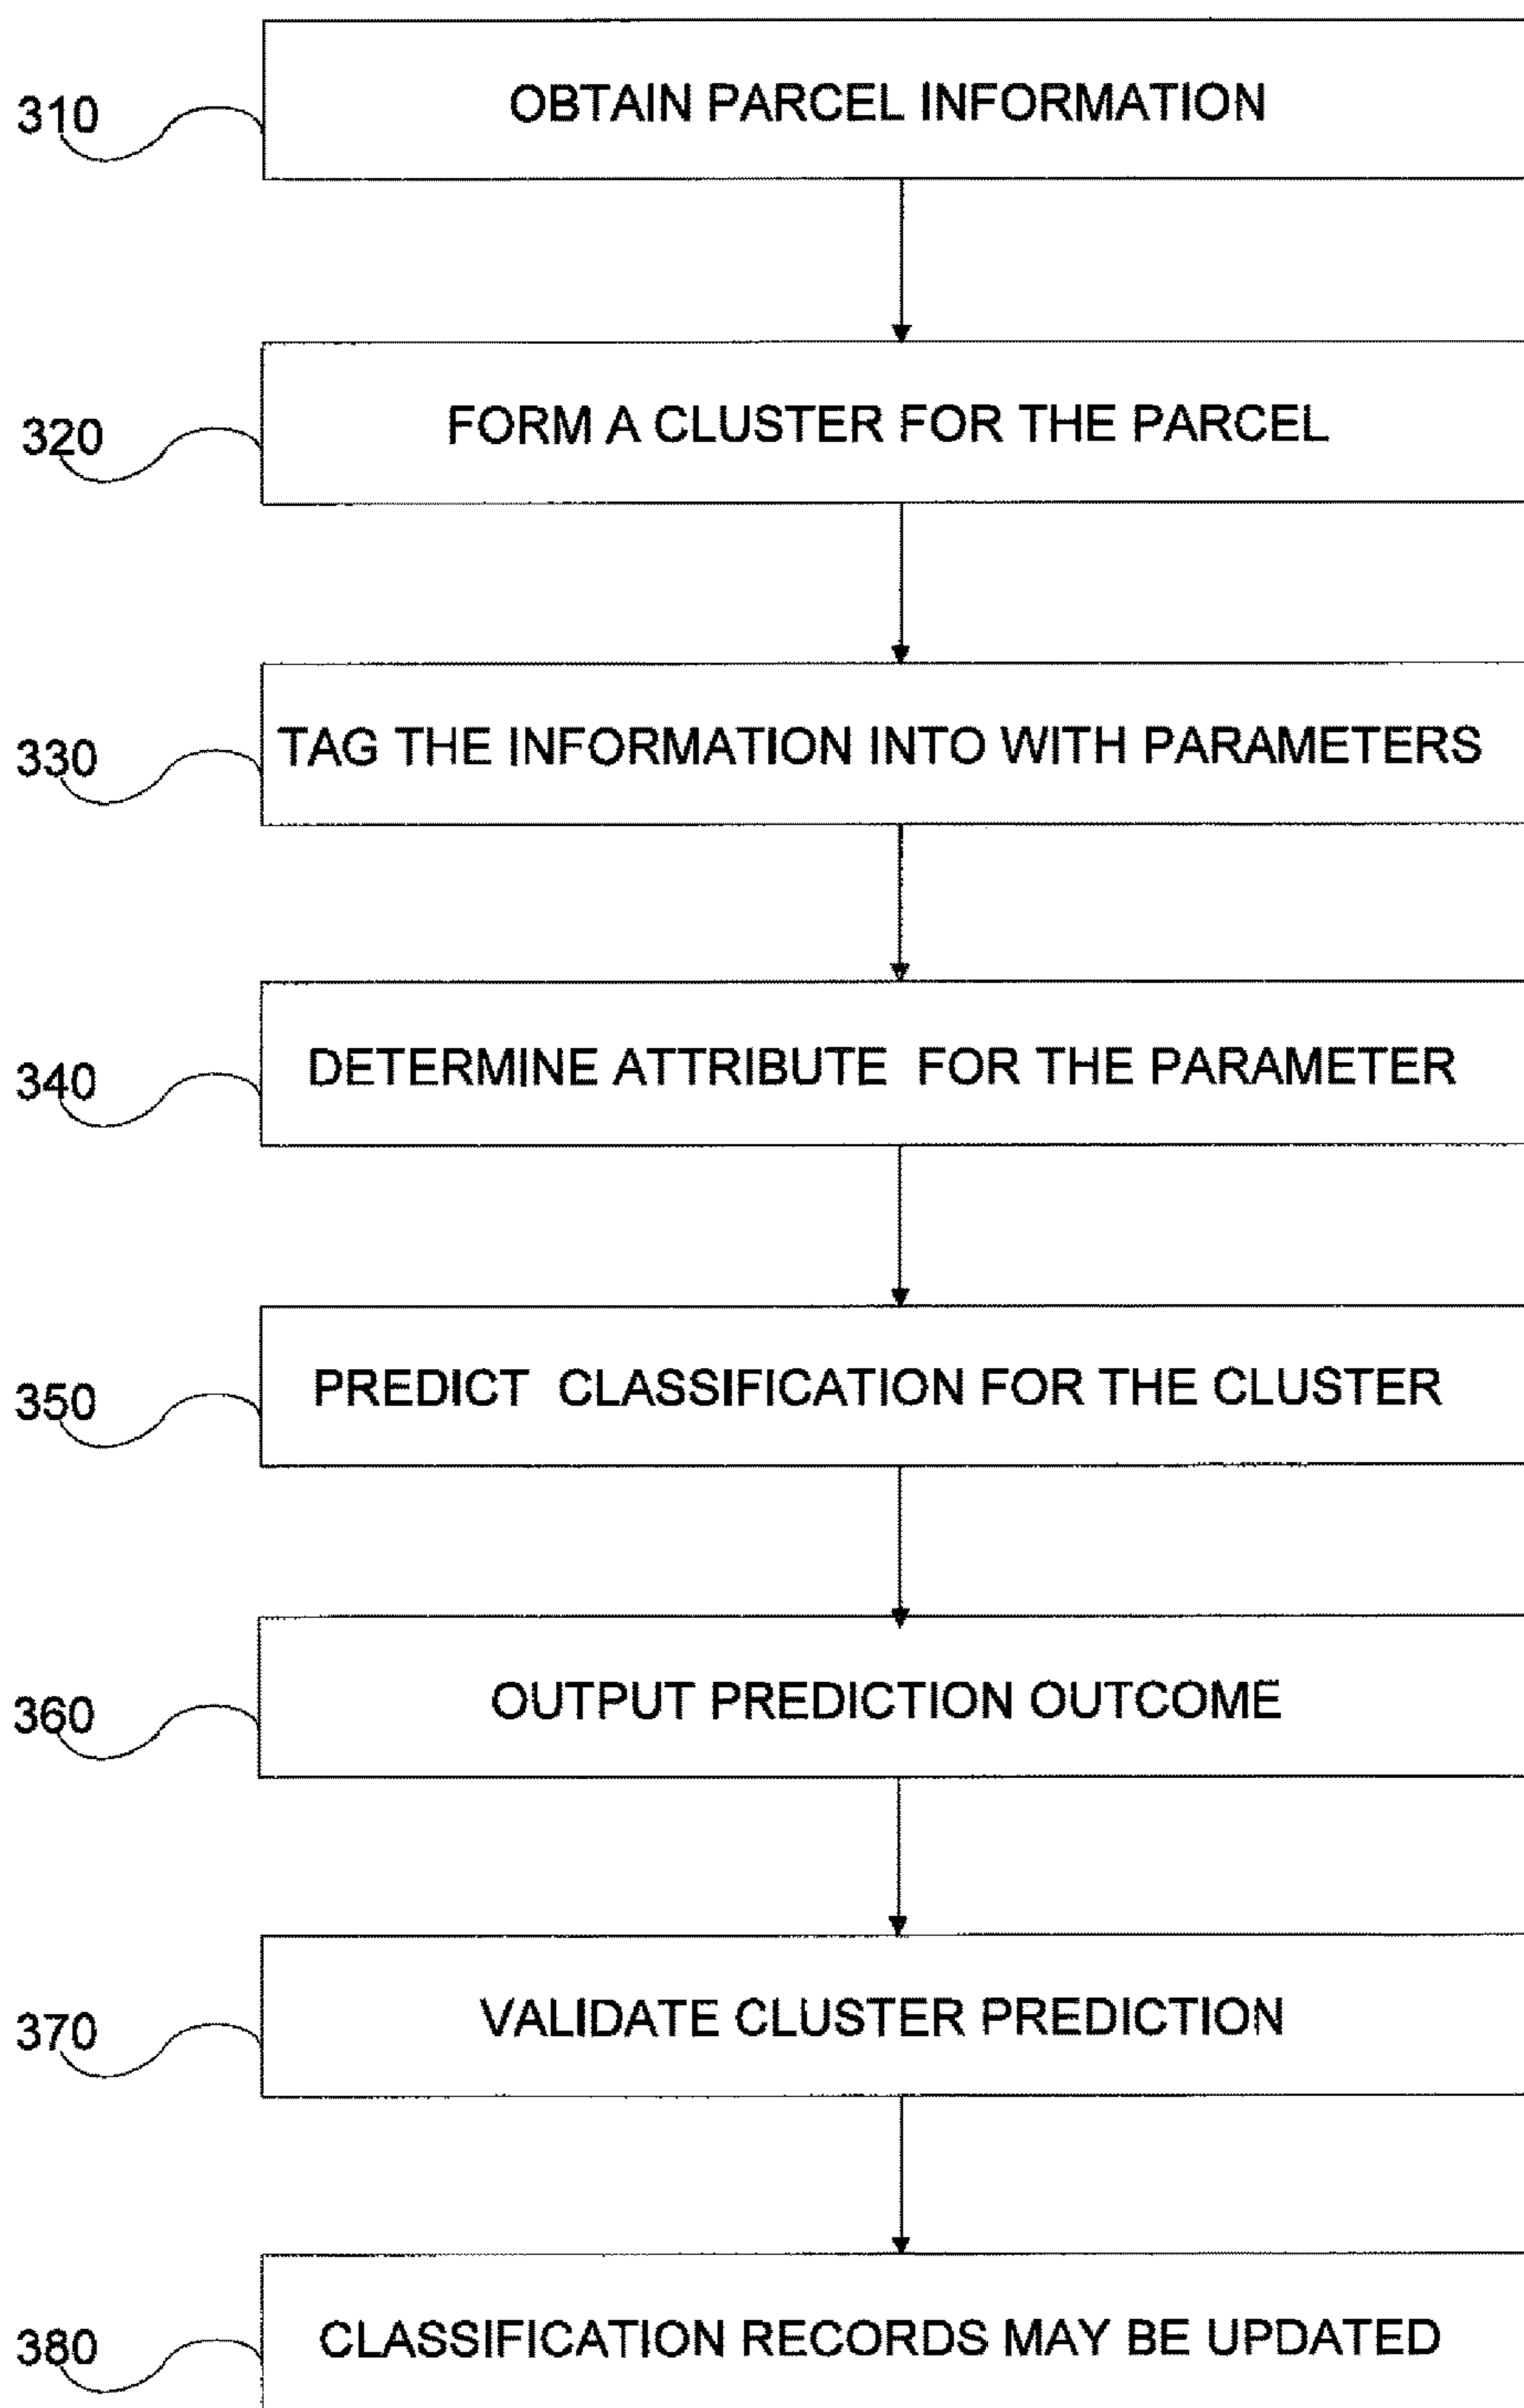 310
OBTAIN PARCEL INFORMATION
320
FORM A CLUSTER FOR THE PARCEL
330
TAG THE INFORMATION INTO WITH PARAMETERS
340
DETERMINE ATTRIBUTE FOR THE PARAMETER
350
PREDICT CLASSIFICATION FOR THE CLUSTER
360
OUTPUT PREDICTION OUTCOME
370
VALIDATE CLUSTER PREDICTION
380
CLASSIFICATION RECORDS MAY BE UPDATED